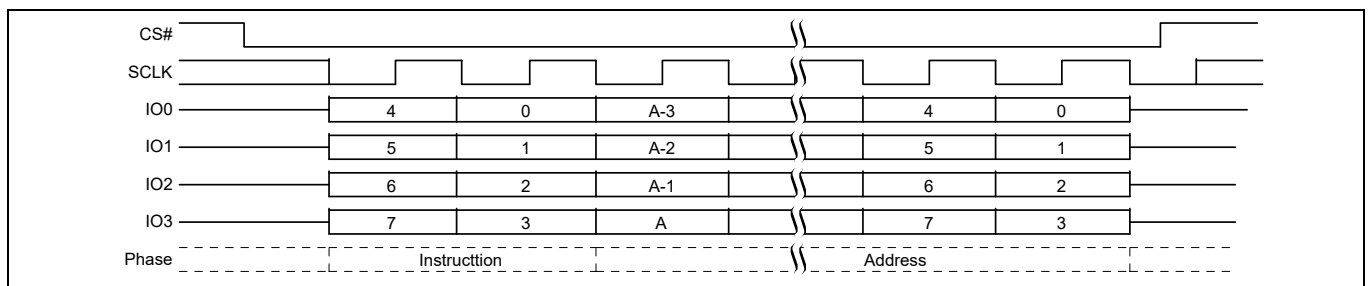 CS#
SCLK
IO0 4 0 A-3 4 0
IO1 5 1 A-2 5 1
IO2 6 2 A-1 6 2
IO3 7 3 A 7 3
Phase Instructtion Address